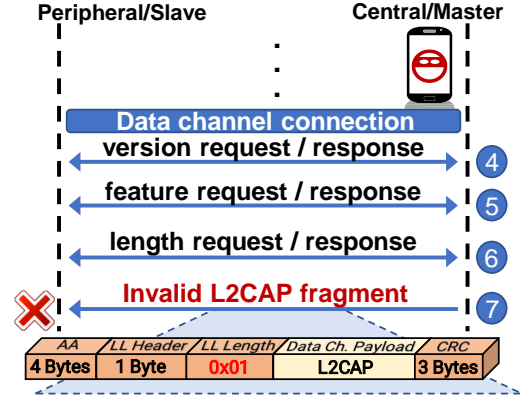 Peripheral/Slave Central/Master
Data channel connection
version request / response 4
feature request / response 5
length request / response 6
Invalid L2CAP fragment 7
AA LL Header LL Length Data Ch. Payload CRC
4 Bytes 1 Byte 0x01 L2CAP 3 Bytes